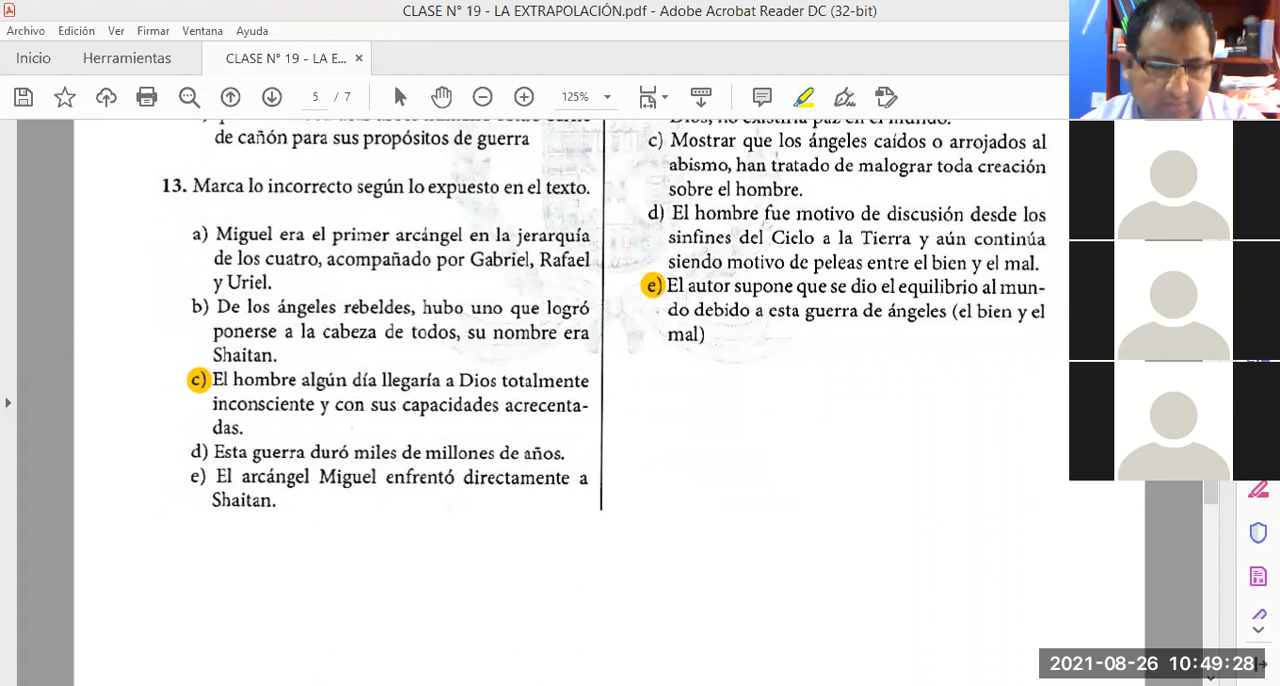 CLASE N° 19 - LA EXTRAPOLACIÓN.pdf - Adobe Acrobat Reader DC (32-bit)
Archivo Edición Ver Firmar Ventana Ayuda
Inicio Herramientas CLASE N° 19 - LA E... ×
5 / 7 125%
de cañón para sus propósitos de guerra
13. Marca lo incorrecto según lo expuesto en el texto.
a) Miguel era el primer arcángel en la jerarquía
de los cuatro, acompañado por Gabriel, Rafael
y Uriel.
b) De los ángeles rebeldes, hubo uno que logró
ponerse a la cabeza de todos, su nombre era
Shaitan.
c) El hombre algún día llegaría a Dios totalmente
inconsciente y con sus capacidades acrecenta-
das.
d) Esta guerra duró miles de millones de años.
e) El arcángel Miguel enfrentó directamente a
Shaitan.
Dios, no existiría paz en el mundo.
c) Mostrar que los ángeles caídos o arrojados al
abismo, han tratado de malograr toda creación
sobre el hombre.
d) El hombre fue motivo de discusión desde los
sinfines del Cielo a la Tierra y aún continúa
siendo motivo de peleas entre el bien y el mal.
e) El autor supone que se dio el equilibrio al mun-
do debido a esta guerra de ángeles (el bien y el
mal)
2021-08-26 10:49:28